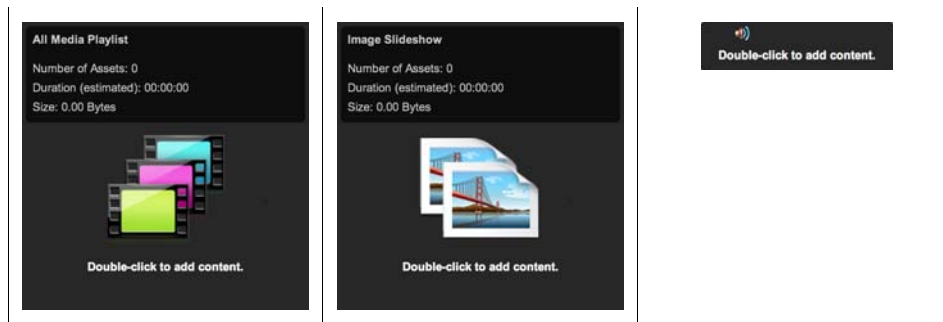 All Media Playlist
Number of Assets: 0
Duration (estimated): 00:00:00
Size: 0.00 Bytes
Double-click to add content.
Image Slideshow
Number of Assets: 0
Duration (estimated): 00:00:00
Size: 0.00 Bytes
Double-click to add content.
Double-click to add content.